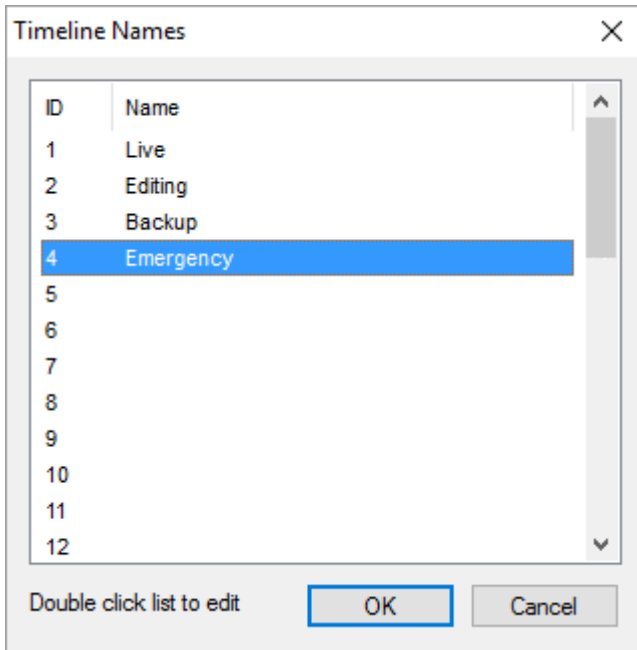 Timeline Names
ID Name
1 Live
2 Editing
3 Backup
4 Emergency
5
6
7
8
9
10
11
12
Double click list to edit OK Cancel